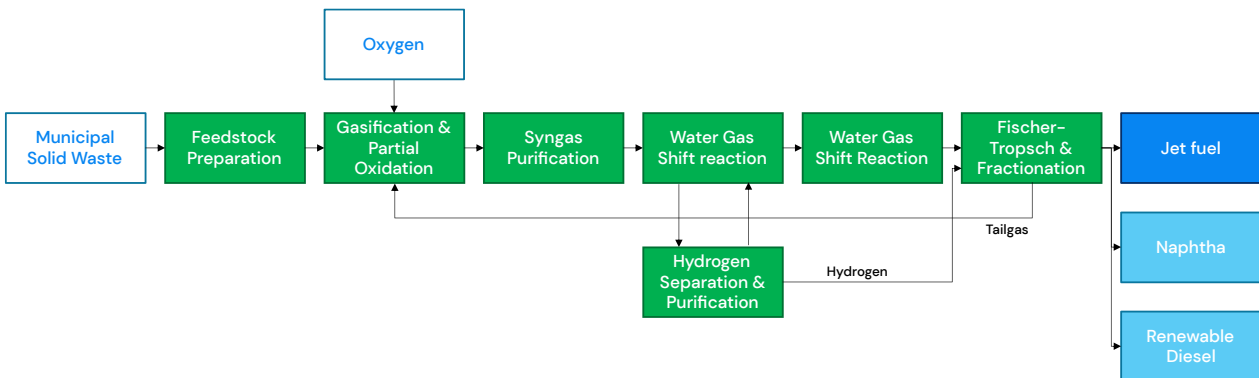 Oxygen
Municipal
Solid Waste
Feedstock
Preparation
Gasification &
Partial
Oxidation
Syngas
Purification
Water Gas
Shift reaction
Water Gas
Shift Reaction
Fischer-
Tropsch &
Fractionation
Jet fuel
Tailgas
Naphtha
Hydrogen
Separation &
Purification
Hydrogen
Renewable
Diesel